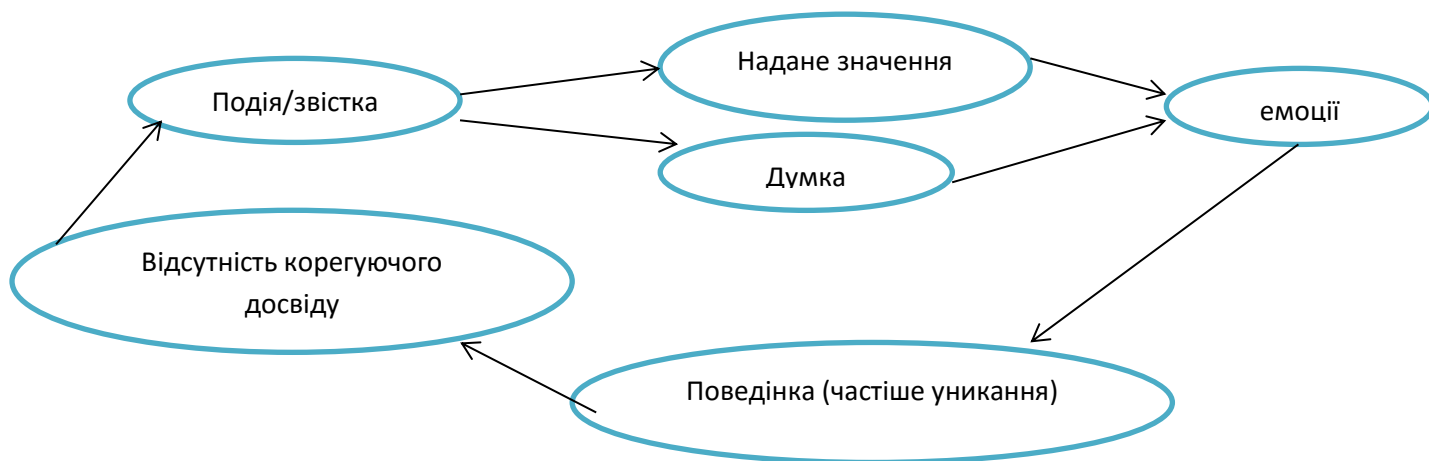 Подія/звістка
Надане значення
Думка
емоції
Відсутність корегуючого
досвіду
Поведінка (частіше уникання)